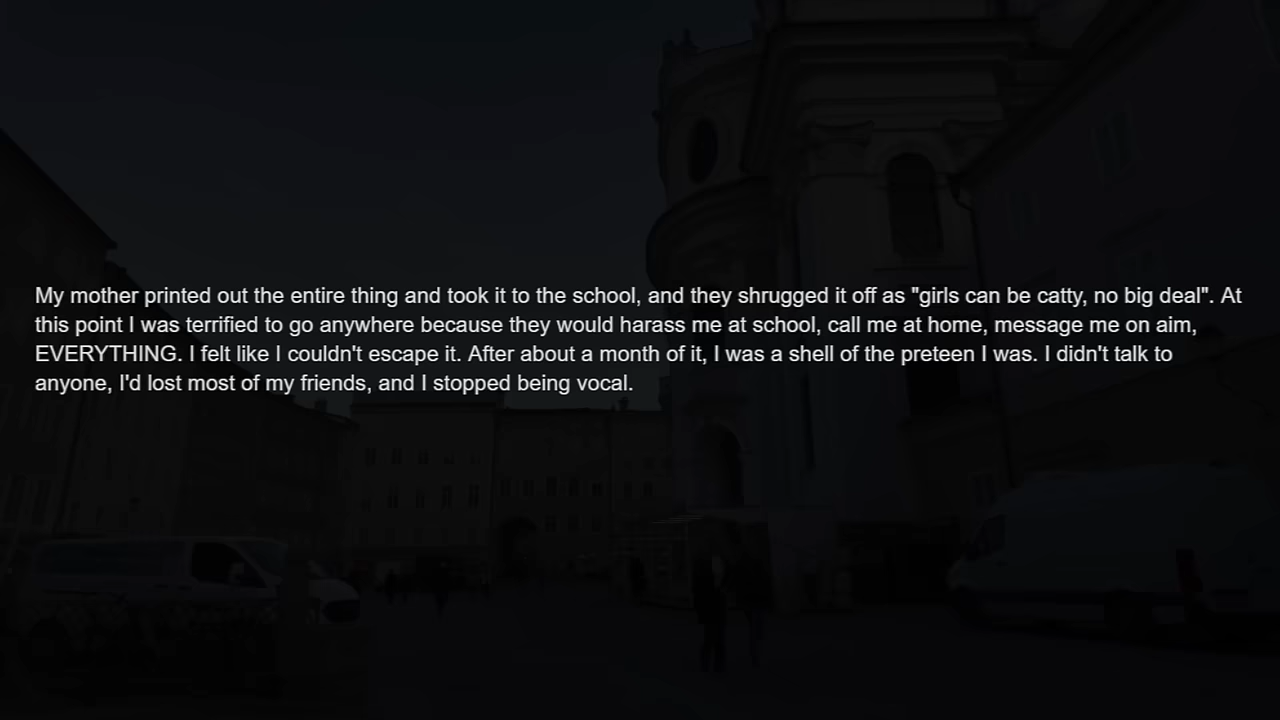 My mother printed out the entire thing and took it to the school, and they shrugged it off as "girls can be catty, no big deal". At
this point I was terrified to go anywhere because they would harass me at school, call me at home, message me on aim,
EVERYTHING. I felt like I couldn't escape it. After about a month of it, I was a shell of the preteen I was. I didn't talk to
anyone, I'd lost most of my friends, and I stopped being vocal.